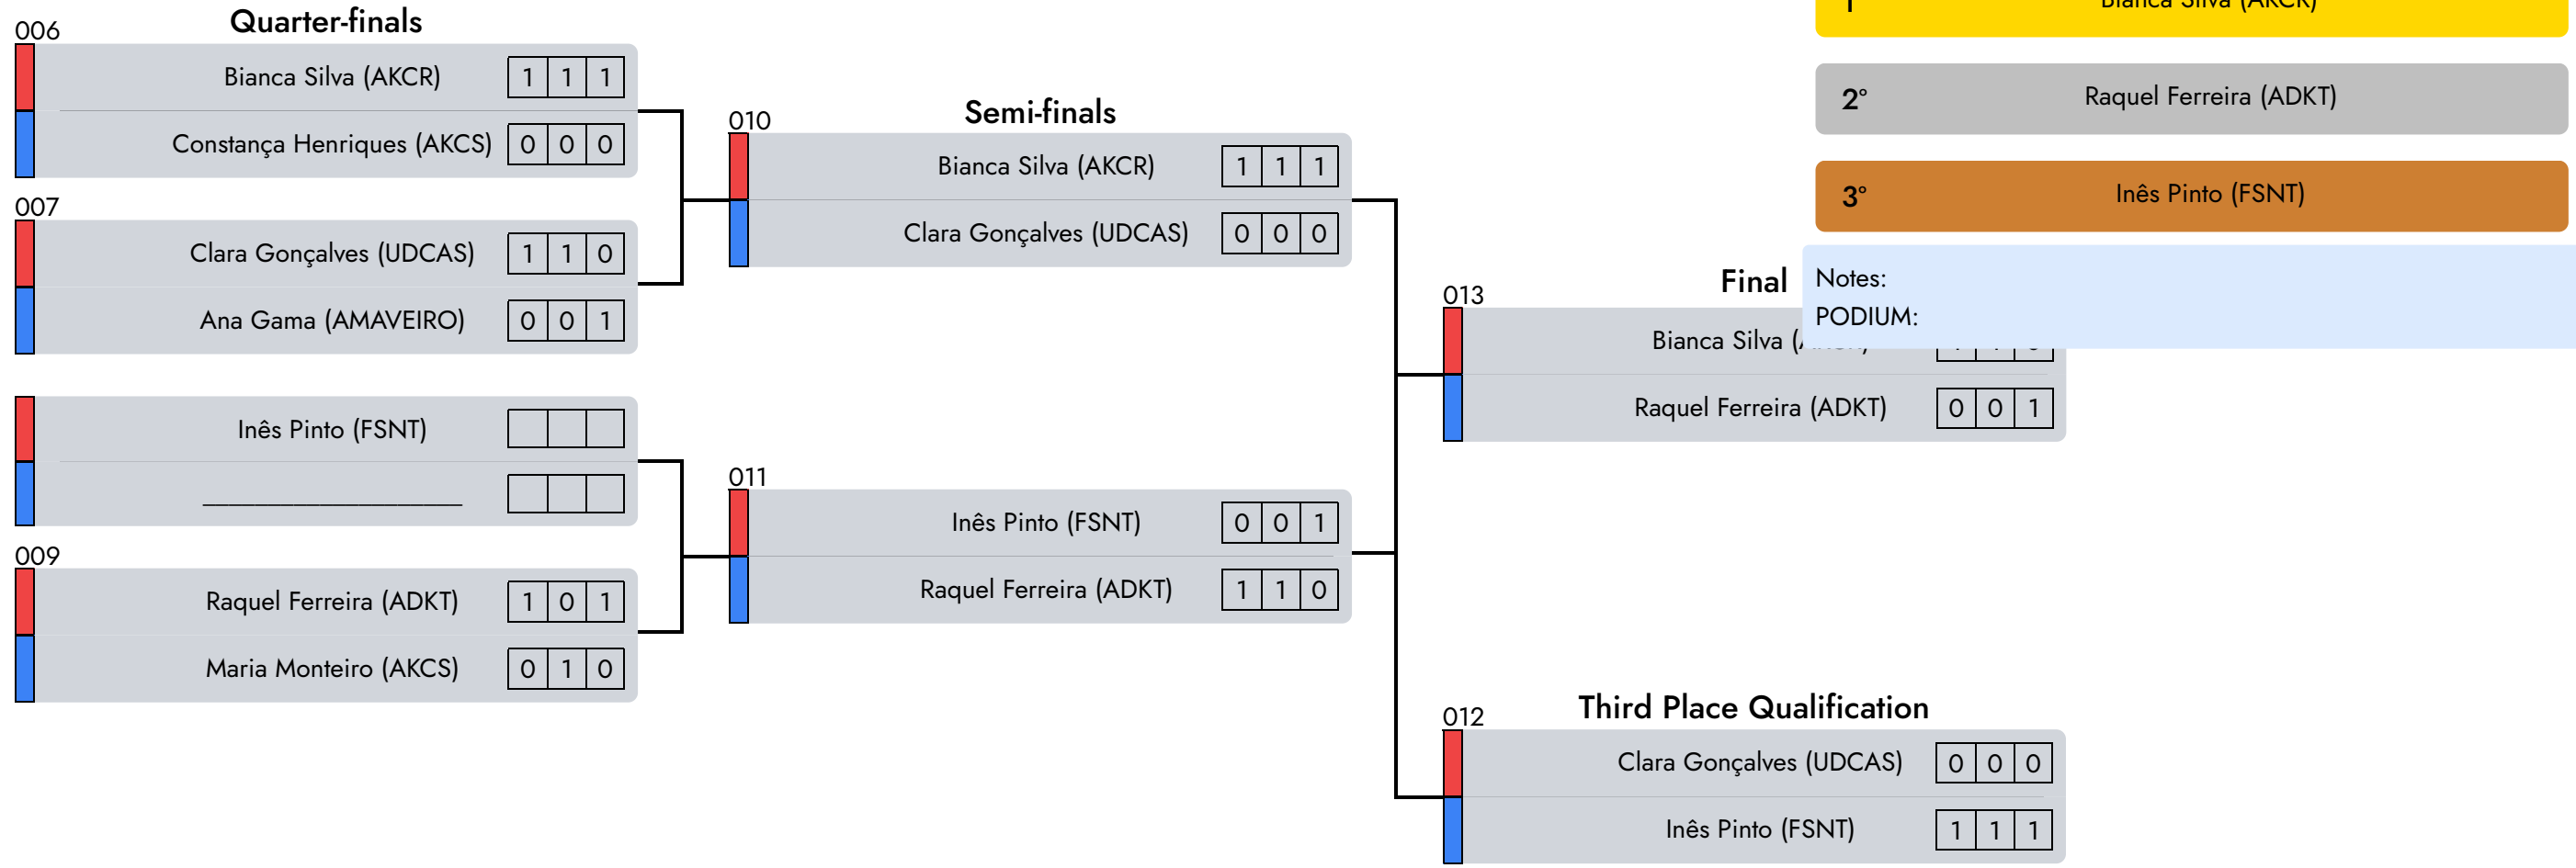 Quarter-finals
006
Bianca Silva (AKCR) 1 1 1
Constança Henriques (AKCS) 0 0 0
007
Clara Gonçalves (UDCAS) 1 1 0
Ana Gama (AMAVEIRO) 0 0 1
Inês Pinto (FSNT)
____________________
009
Raquel Ferreira (ADKT) 1 0 1
Maria Monteiro (AKCS) 0 1 0
Semi-finals
010
Bianca Silva (AKCR) 1 1 1
Clara Gonçalves (UDCAS) 0 0 0
011
Inês Pinto (FSNT) 0 0 1
Raquel Ferreira (ADKT) 1 1 0
Final
013
Bianca Silva
Raquel Ferreira (ADKT) 0 0 1
Third Place Qualification
012
Clara Gonçalves (UDCAS) 0 0 0
Inês Pinto (FSNT) 1 1 1
1 Bianca Silva (AKCR)
2º Raquel Ferreira (ADKT)
3º Inês Pinto (FSNT)
Notes:
PODIUM: